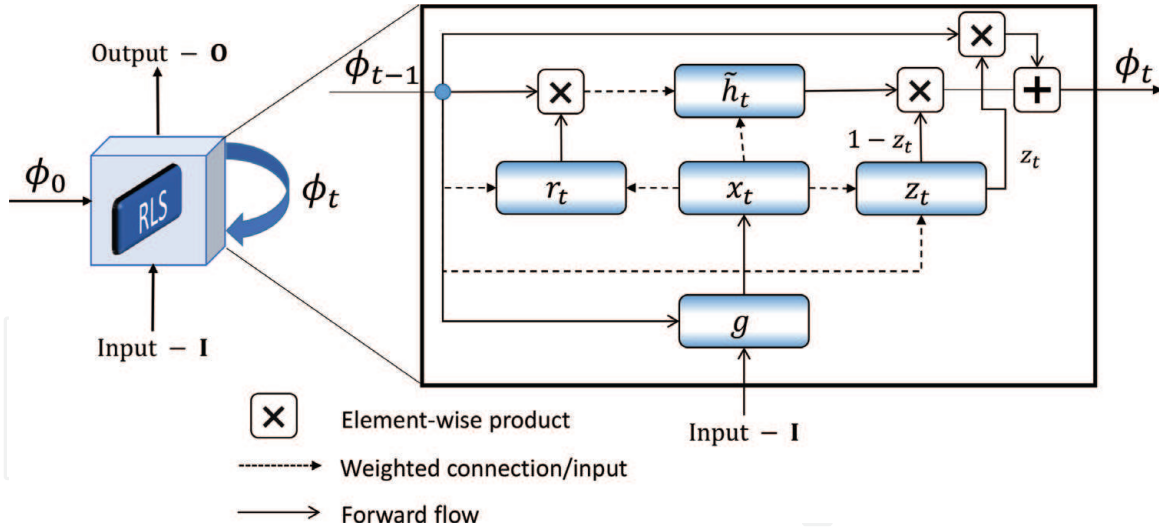 Output − O
ϕ₀
RLS
ϕₜ
Input − I
ϕₜ₋₁
×
h̃ₜ
×
×
+
ϕₜ
1 − zₜ
zₜ
rₜ
xₜ
zₜ
g
Input − I
× Element-wise product
Weighted connection/input
Forward flow